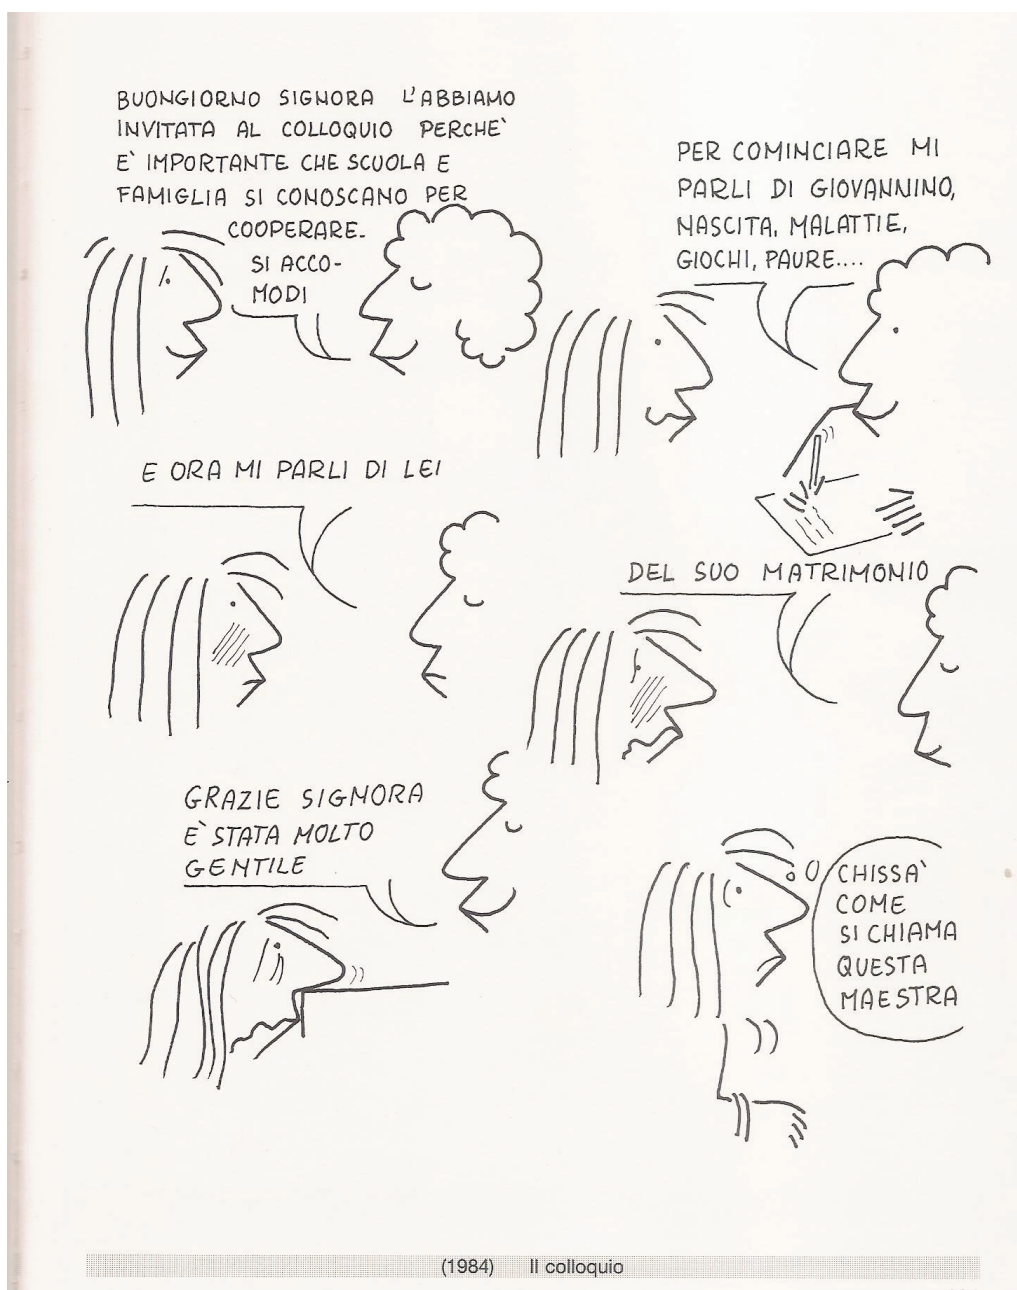 BUONGIORNO SIGNORA L'ABBIAMO
INVITATA AL COLLOQUIO PERCHE'
E' IMPORTANTE CHE SCUOLA E
FAMIGLIA SI CONOSCANO PER
COOPERARE.
SI ACCO-
MODI
PER COMINCIARE MI
PARLI DI GIOVANNINO,
NASCITA, MALATTIE,
GIOCHI, PAURE....
E ORA MI PARLI DI LEI
DEL SUO MATRIMONIO
GRAZIE SIGNORA
E' STATA MOLTO
GENTILE
CHISSA'
COME
SI CHIAMA
QUESTA
MAESTRA
(1984) Il colloquio